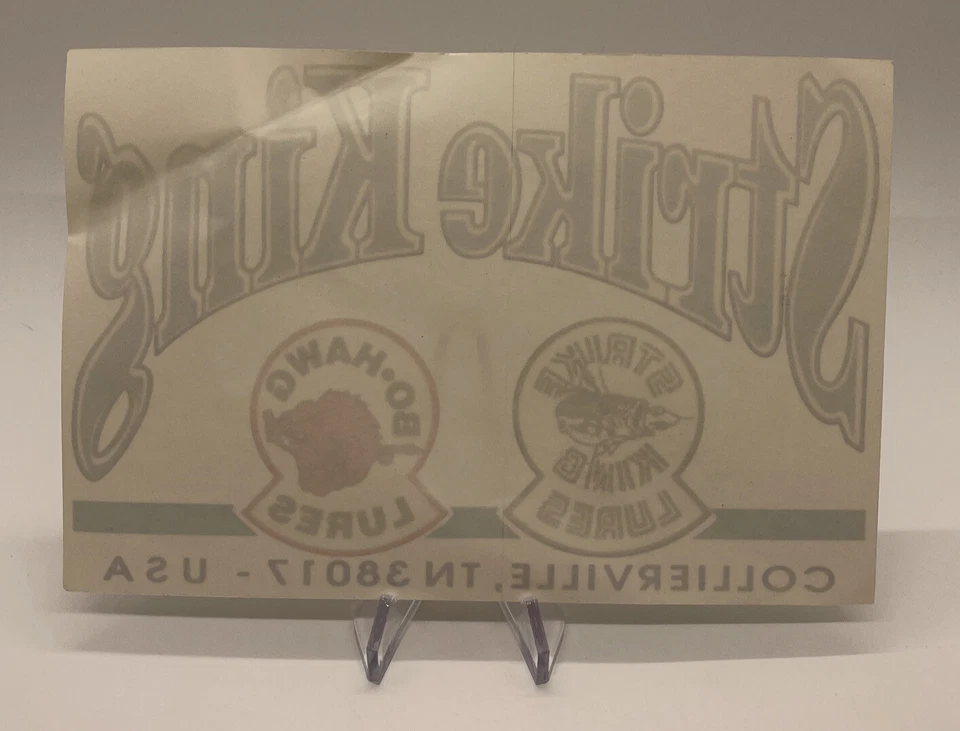 Strike King
STRIKE
KING
LURES
BO•HAWG
LURES
COLLIERVILLE, TN 38017 - USA